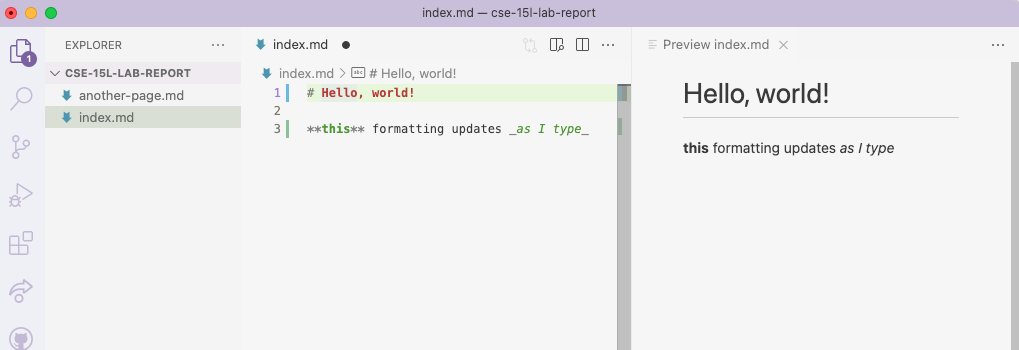 index.md — cse-15l-lab-report
1
EXPLORER
CSE-15L-LAB-REPORT
another-page.md
index.md
index.md
index.md > # Hello, world!
1 # Hello, world!
2
3 **this** formatting updates _as I type_
Preview index.md
Hello, world!
this formatting updates as I type